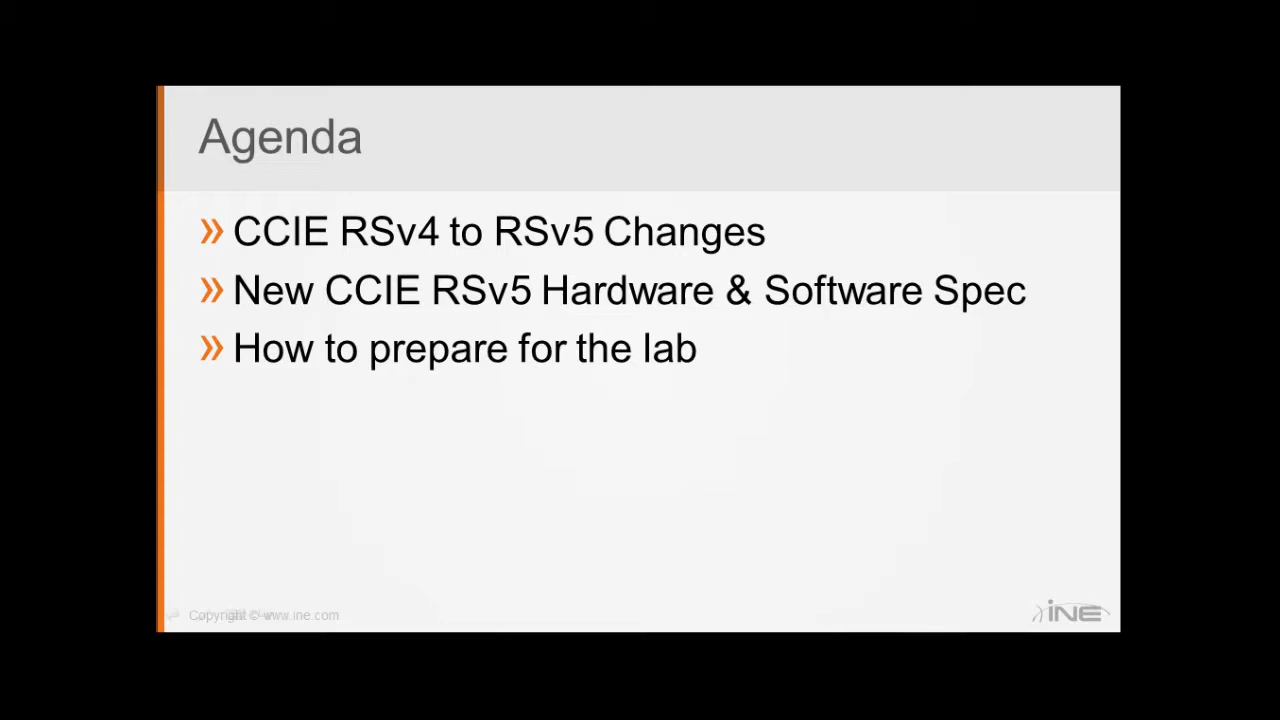 Agenda
» CCIE RSv4 to RSv5 Changes
» New CCIE RSv5 Hardware & Software Spec
» How to prepare for the lab
Copyright © www.ine.com
iNE